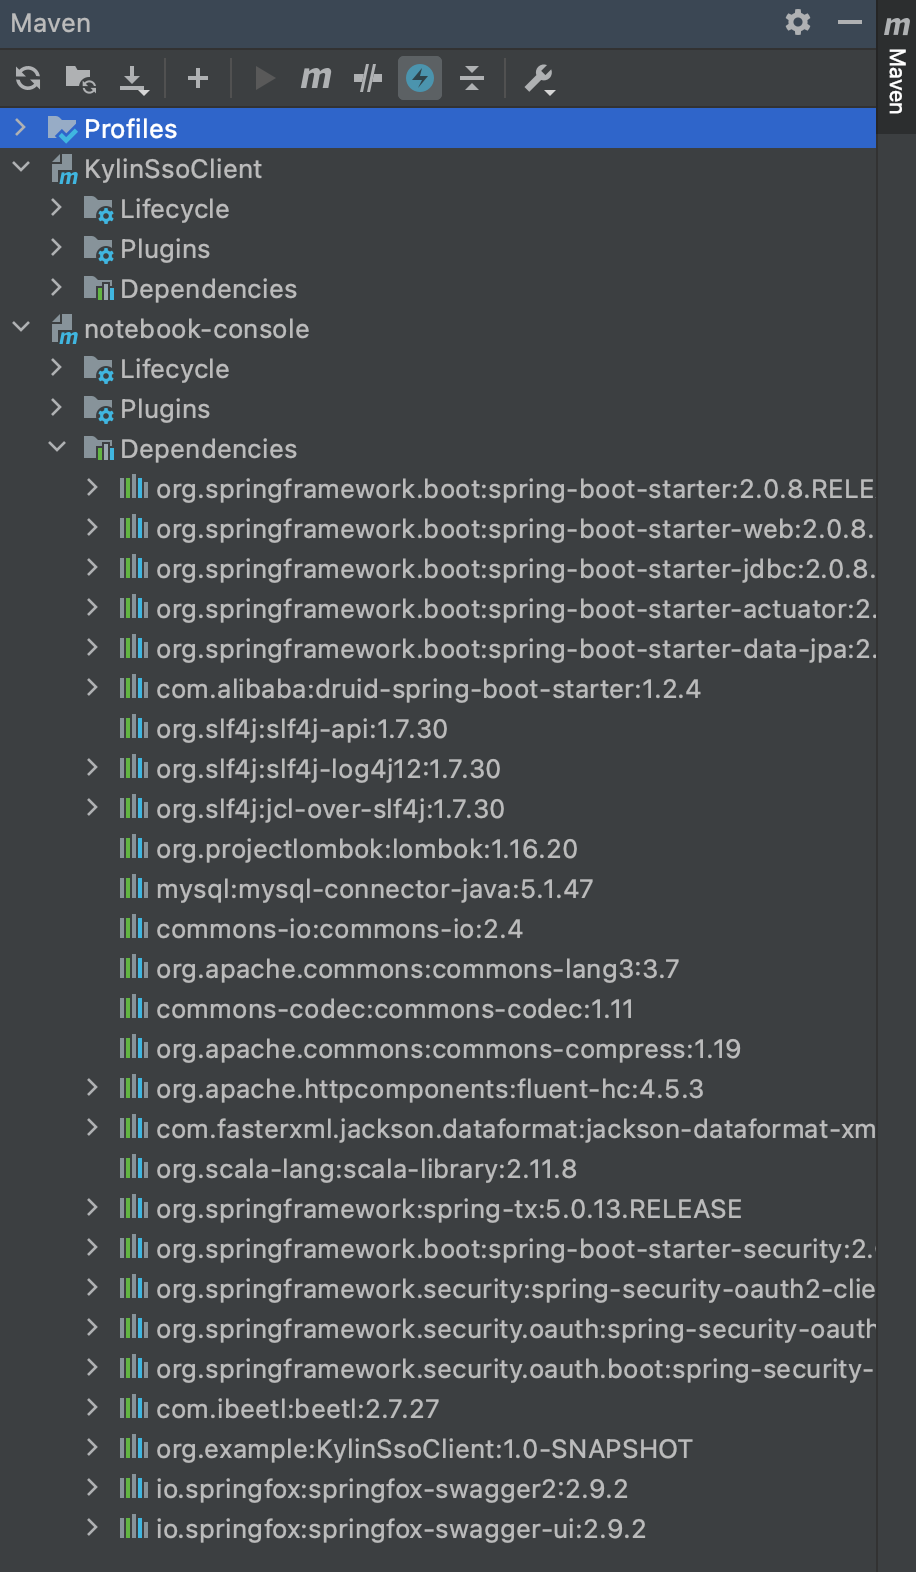 Maven
m
Maven
Profiles
KylinSsoClient
Lifecycle
Plugins
Dependencies
notebook-console
Lifecycle
Plugins
Dependencies
org.springframework.boot:spring-boot-starter:2.0.8.RELE
org.springframework.boot:spring-boot-starter-web:2.0.8.
org.springframework.boot:spring-boot-starter-jdbc:2.0.8.
org.springframework.boot:spring-boot-starter-actuator:2.
org.springframework.boot:spring-boot-starter-data-jpa:2.
com.alibaba:druid-spring-boot-starter:1.2.4
org.slf4j:slf4j-api:1.7.30
org.slf4j:slf4j-log4j12:1.7.30
org.slf4j:jcl-over-slf4j:1.7.30
org.projectlombok:lombok:1.16.20
mysql:mysql-connector-java:5.1.47
commons-io:commons-io:2.4
org.apache.commons:commons-lang3:3.7
commons-codec:commons-codec:1.11
org.apache.commons:commons-compress:1.19
org.apache.httpcomponents:fluent-hc:4.5.3
com.fasterxml.jackson.dataformat:jackson-dataformat-xm
org.scala-lang:scala-library:2.11.8
org.springframework:spring-tx:5.0.13.RELEASE
org.springframework.boot:spring-boot-starter-security:2.
org.springframework.security:spring-security-oauth2-clie
org.springframework.security.oauth:spring-security-oauth
org.springframework.security.oauth.boot:spring-security-
com.ibeetl:beetl:2.7.27
org.example:KylinSsoClient:1.0-SNAPSHOT
io.springfox:springfox-swagger2:2.9.2
io.springfox:springfox-swagger-ui:2.9.2